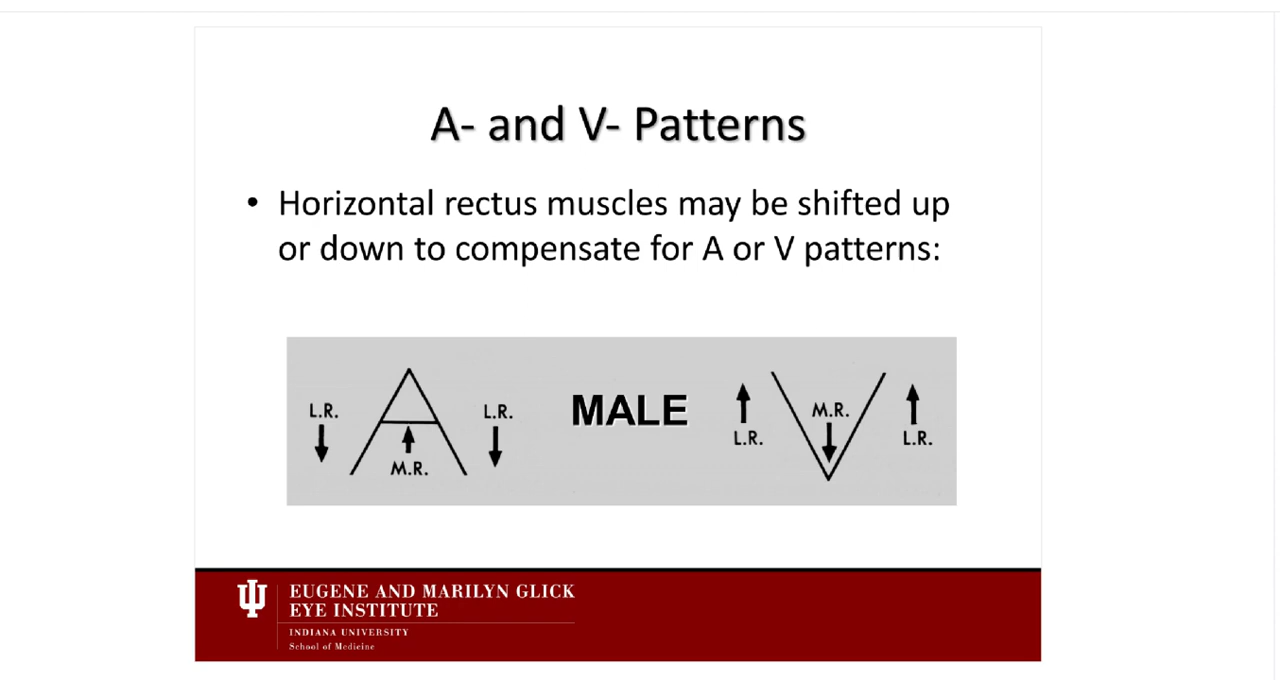 A- and V- Patterns
• Horizontal rectus muscles may be shifted up
or down to compensate for A or V patterns:
L.R.
M.R.
L.R.
MALE
L.R.
M.R.
L.R.
EUGENE AND MARILYN GLICK
EYE INSTITUTE
INDIANA UNIVERSITY
School of Medicine